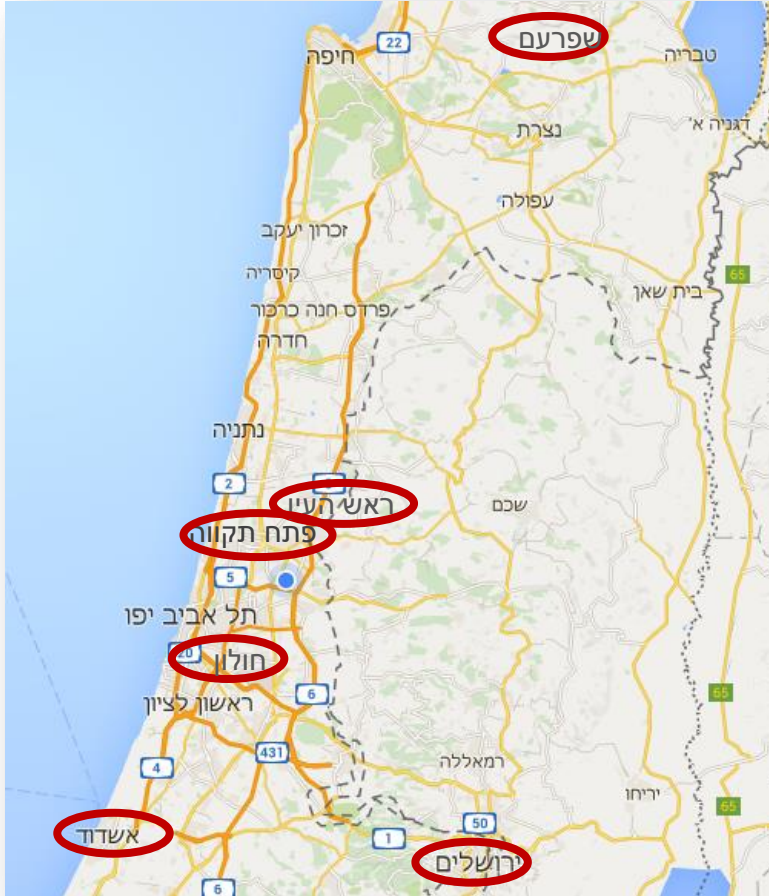 שפרעם
22
חיפה
טבריה
דגניה א'
נצרת
עפולה
זכרון יעקב
קיסריה
65
בית שאן
פרדס חנה כרכור
חדרה
נתניה
2
6
ראש העין
שכם
פתח תקווה
5
תל אביב יפו
20
חולון
6
65
ראשון לציון
431
4
רמאללה
יריחו
65
אשדוד
50
1
ירושלים
6